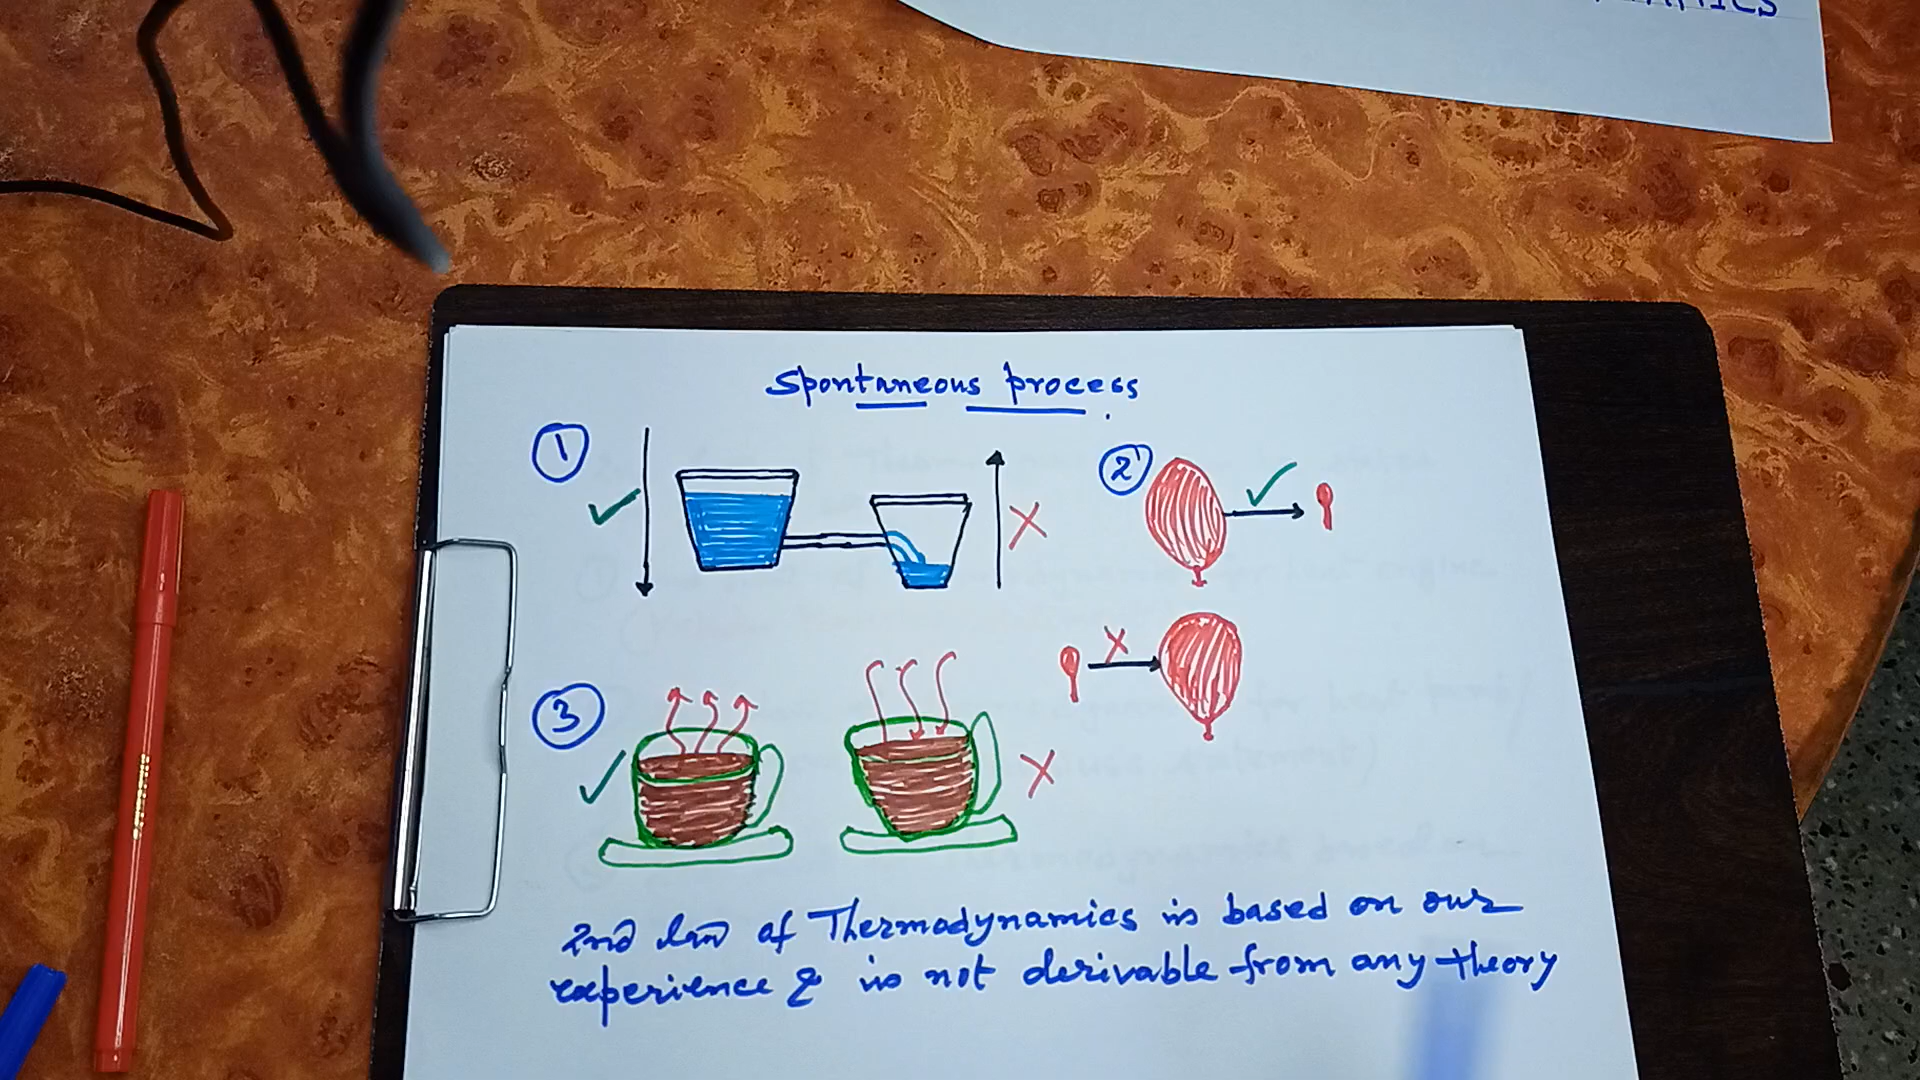 Spontaneous process
1
2
3
2nd law of Thermodynamics is based on our
experience & is not derivable from any theory